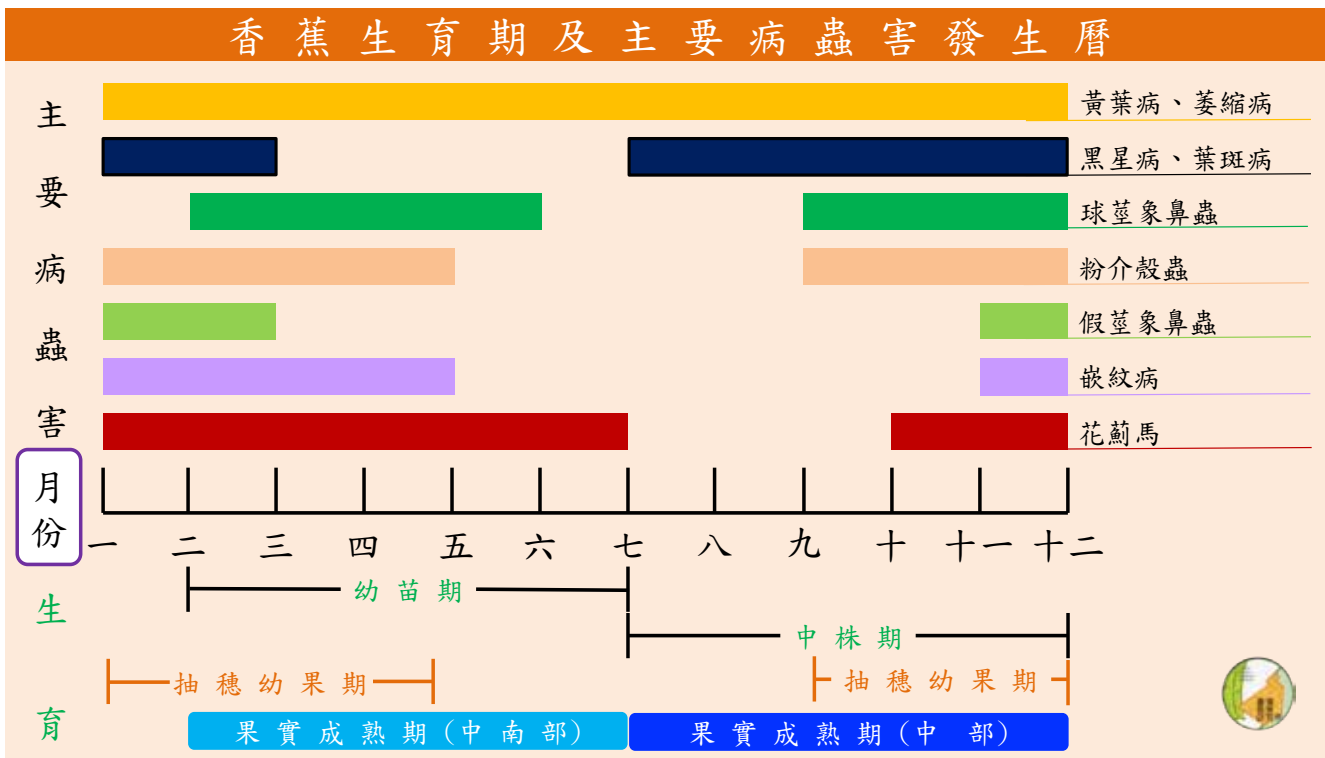 香蕉生育期及主要病蟲害發生曆
主要病蟲害
黃葉病、萎縮病
黑星病、葉斑病
球莖象鼻蟲
粉介殼蟲
假莖象鼻蟲
嵌紋病
花薊馬
月份
一 二 三 四 五 六 七 八 九 十 十一 十二
生育
幼苗期
中株期
抽穗幼果期 抽穗幼果期
果實成熟期(中南部) 果實成熟期(中 部)